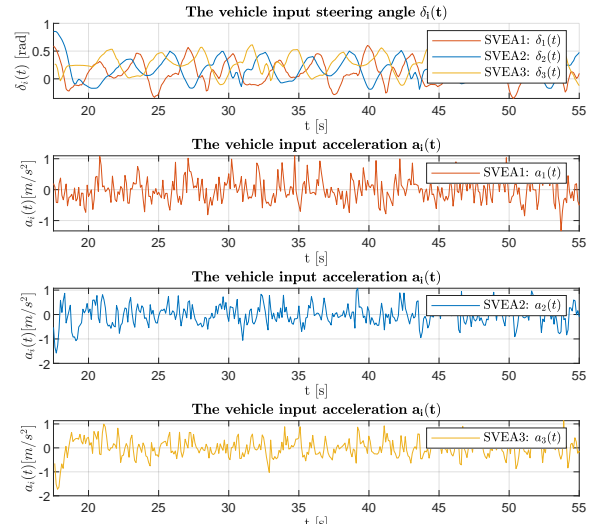 The vehicle input steering angle δi(t)
δi(t) [rad]
1
0.5
0
SVEA1: δ1(t)
SVEA2: δ2(t)
SVEA3: δ3(t)
20 25 30 35 40 45 50 55
t [s]
The vehicle input acceleration ai(t)
ai(t)[m/s²]
1
0
-1
SVEA1: a1(t)
20 25 30 35 40 45 50 55
t [s]
The vehicle input acceleration ai(t)
ai(t)[m/s²]
1
0
-1
-2
SVEA2: a2(t)
20 25 30 35 40 45 50 55
t [s]
The vehicle input acceleration ai(t)
ai(t)[m/s²]
1
0
-1
-2
SVEA3: a3(t)
20 25 30 35 40 45 50 55
t [s]